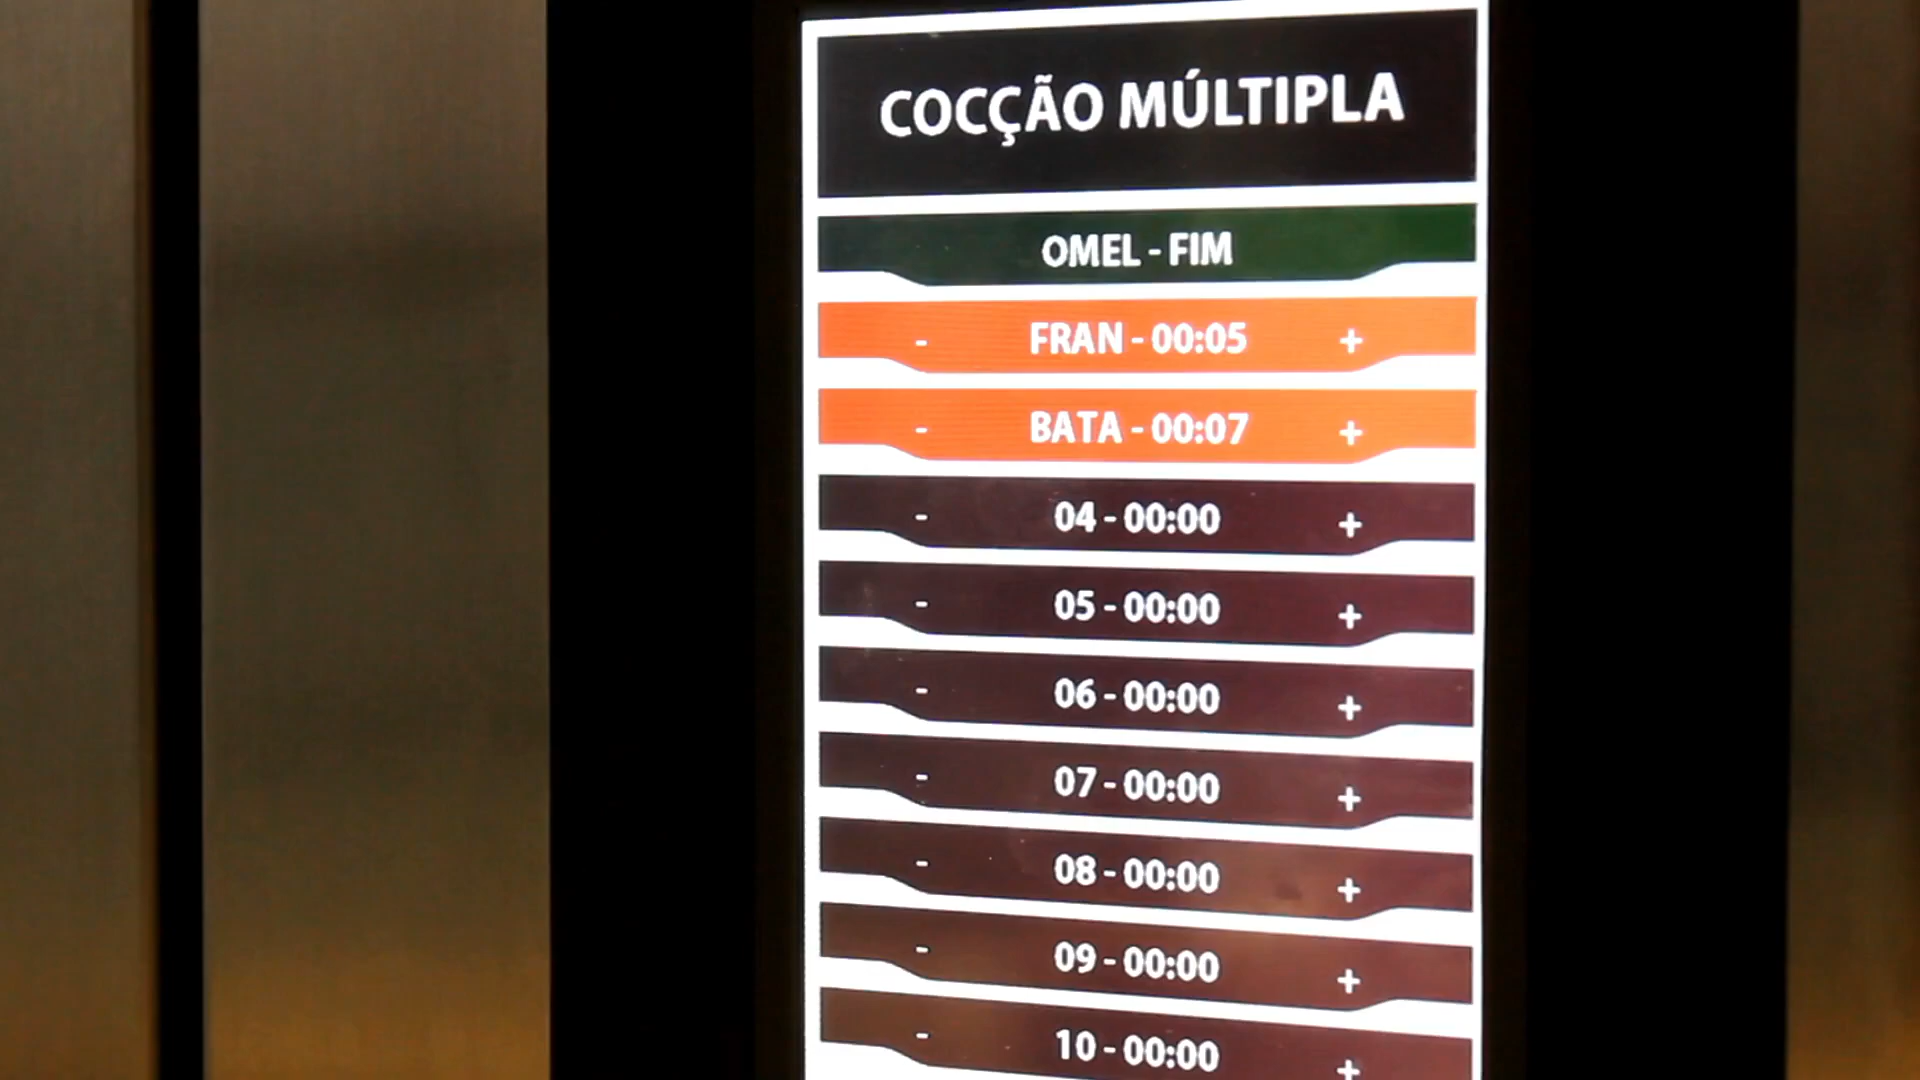 COCÇÃO MÚLTIPLA
OMEL - FIM
- FRAN - 00:05 +
- BATA - 00:07 +
- 04 - 00:00 +
- 05 - 00:00 +
- 06 - 00:00 +
- 07 - 00:00 +
- 08 - 00:00 +
- 09 - 00:00 +
- 10 - 00:00 +